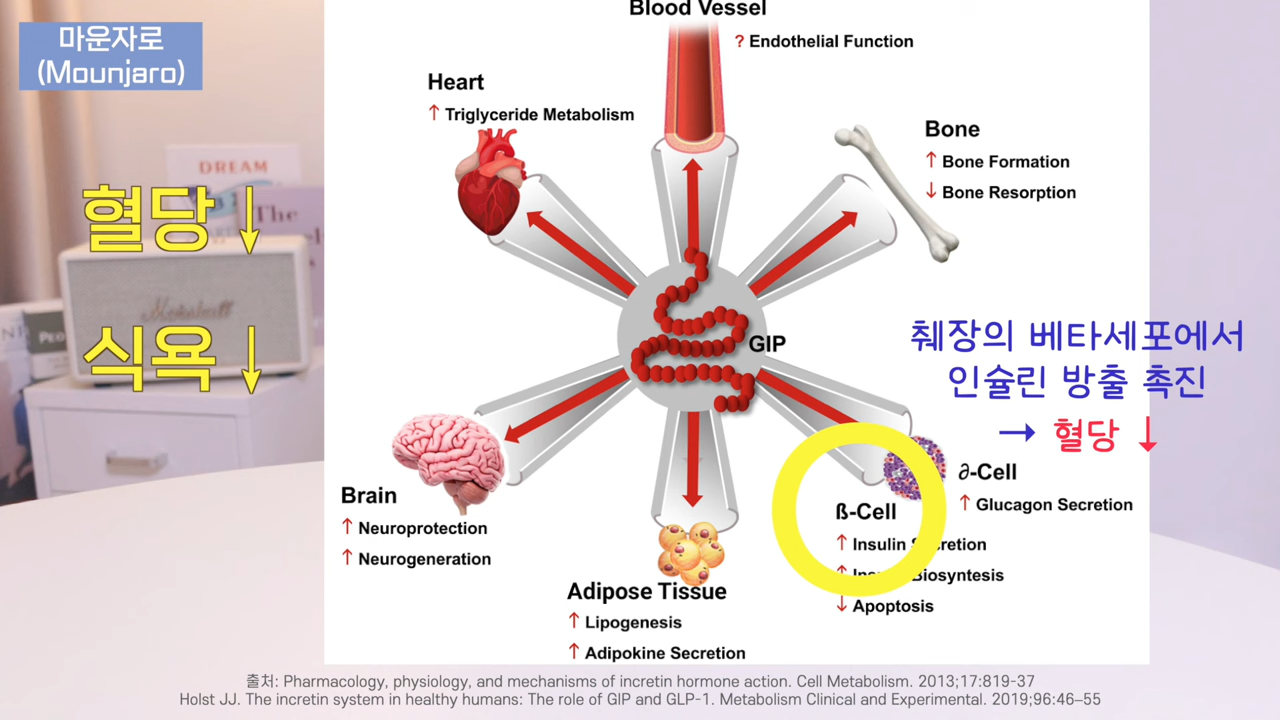 마운자로
(Mounjaro)
혈당 ↓
식욕 ↓
DREAM
The
Marshall
Blood Vessel
? Endothelial Function
Heart
↑ Triglyceride Metabolism
Bone
↑ Bone Formation
↓ Bone Resorption
GIP
췌장의 베타세포에서
인슐린 방출 촉진
→ 혈당 ↓
∂-Cell
↑ Glucagon Secretion
ß-Cell
↑ Insulin Secretion
↑ Insulin Biosyntesis
↓ Apoptosis
Brain
↑ Neuroprotection
↑ Neurogeneration
Adipose Tissue
↑ Lipogenesis
↑ Adipokine Secretion
출처: Pharmacology, physiology, and mechanisms of incretin hormone action. Cell Metabolism. 2013;17:819-37
Holst JJ. The incretin system in healthy humans: The role of GIP and GLP-1. Metabolism Clinical and Experimental. 2019;96:46–55